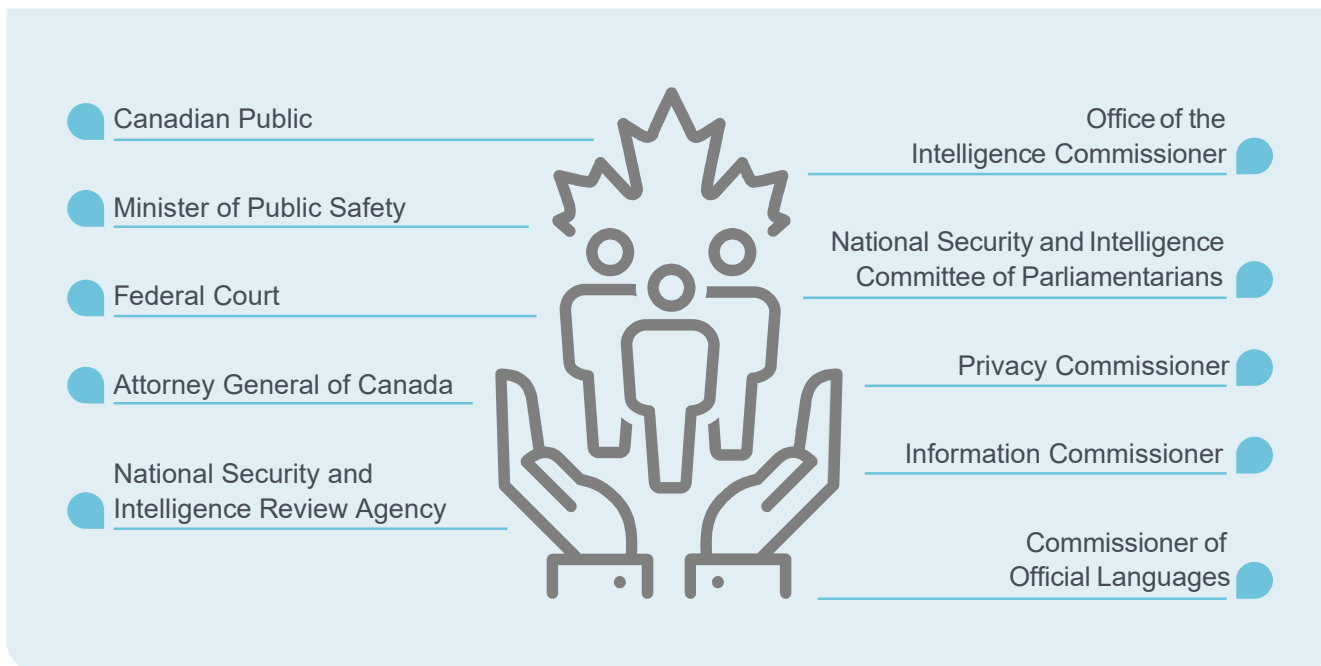 Canadian Public
Minister of Public Safety
Federal Court
Attorney General of Canada
National Security and
Intelligence Review Agency
Office of the
Intelligence Commissioner
National Security and Intelligence
Committee of Parliamentarians
Privacy Commissioner
Information Commissioner
Commissioner of
Official Languages